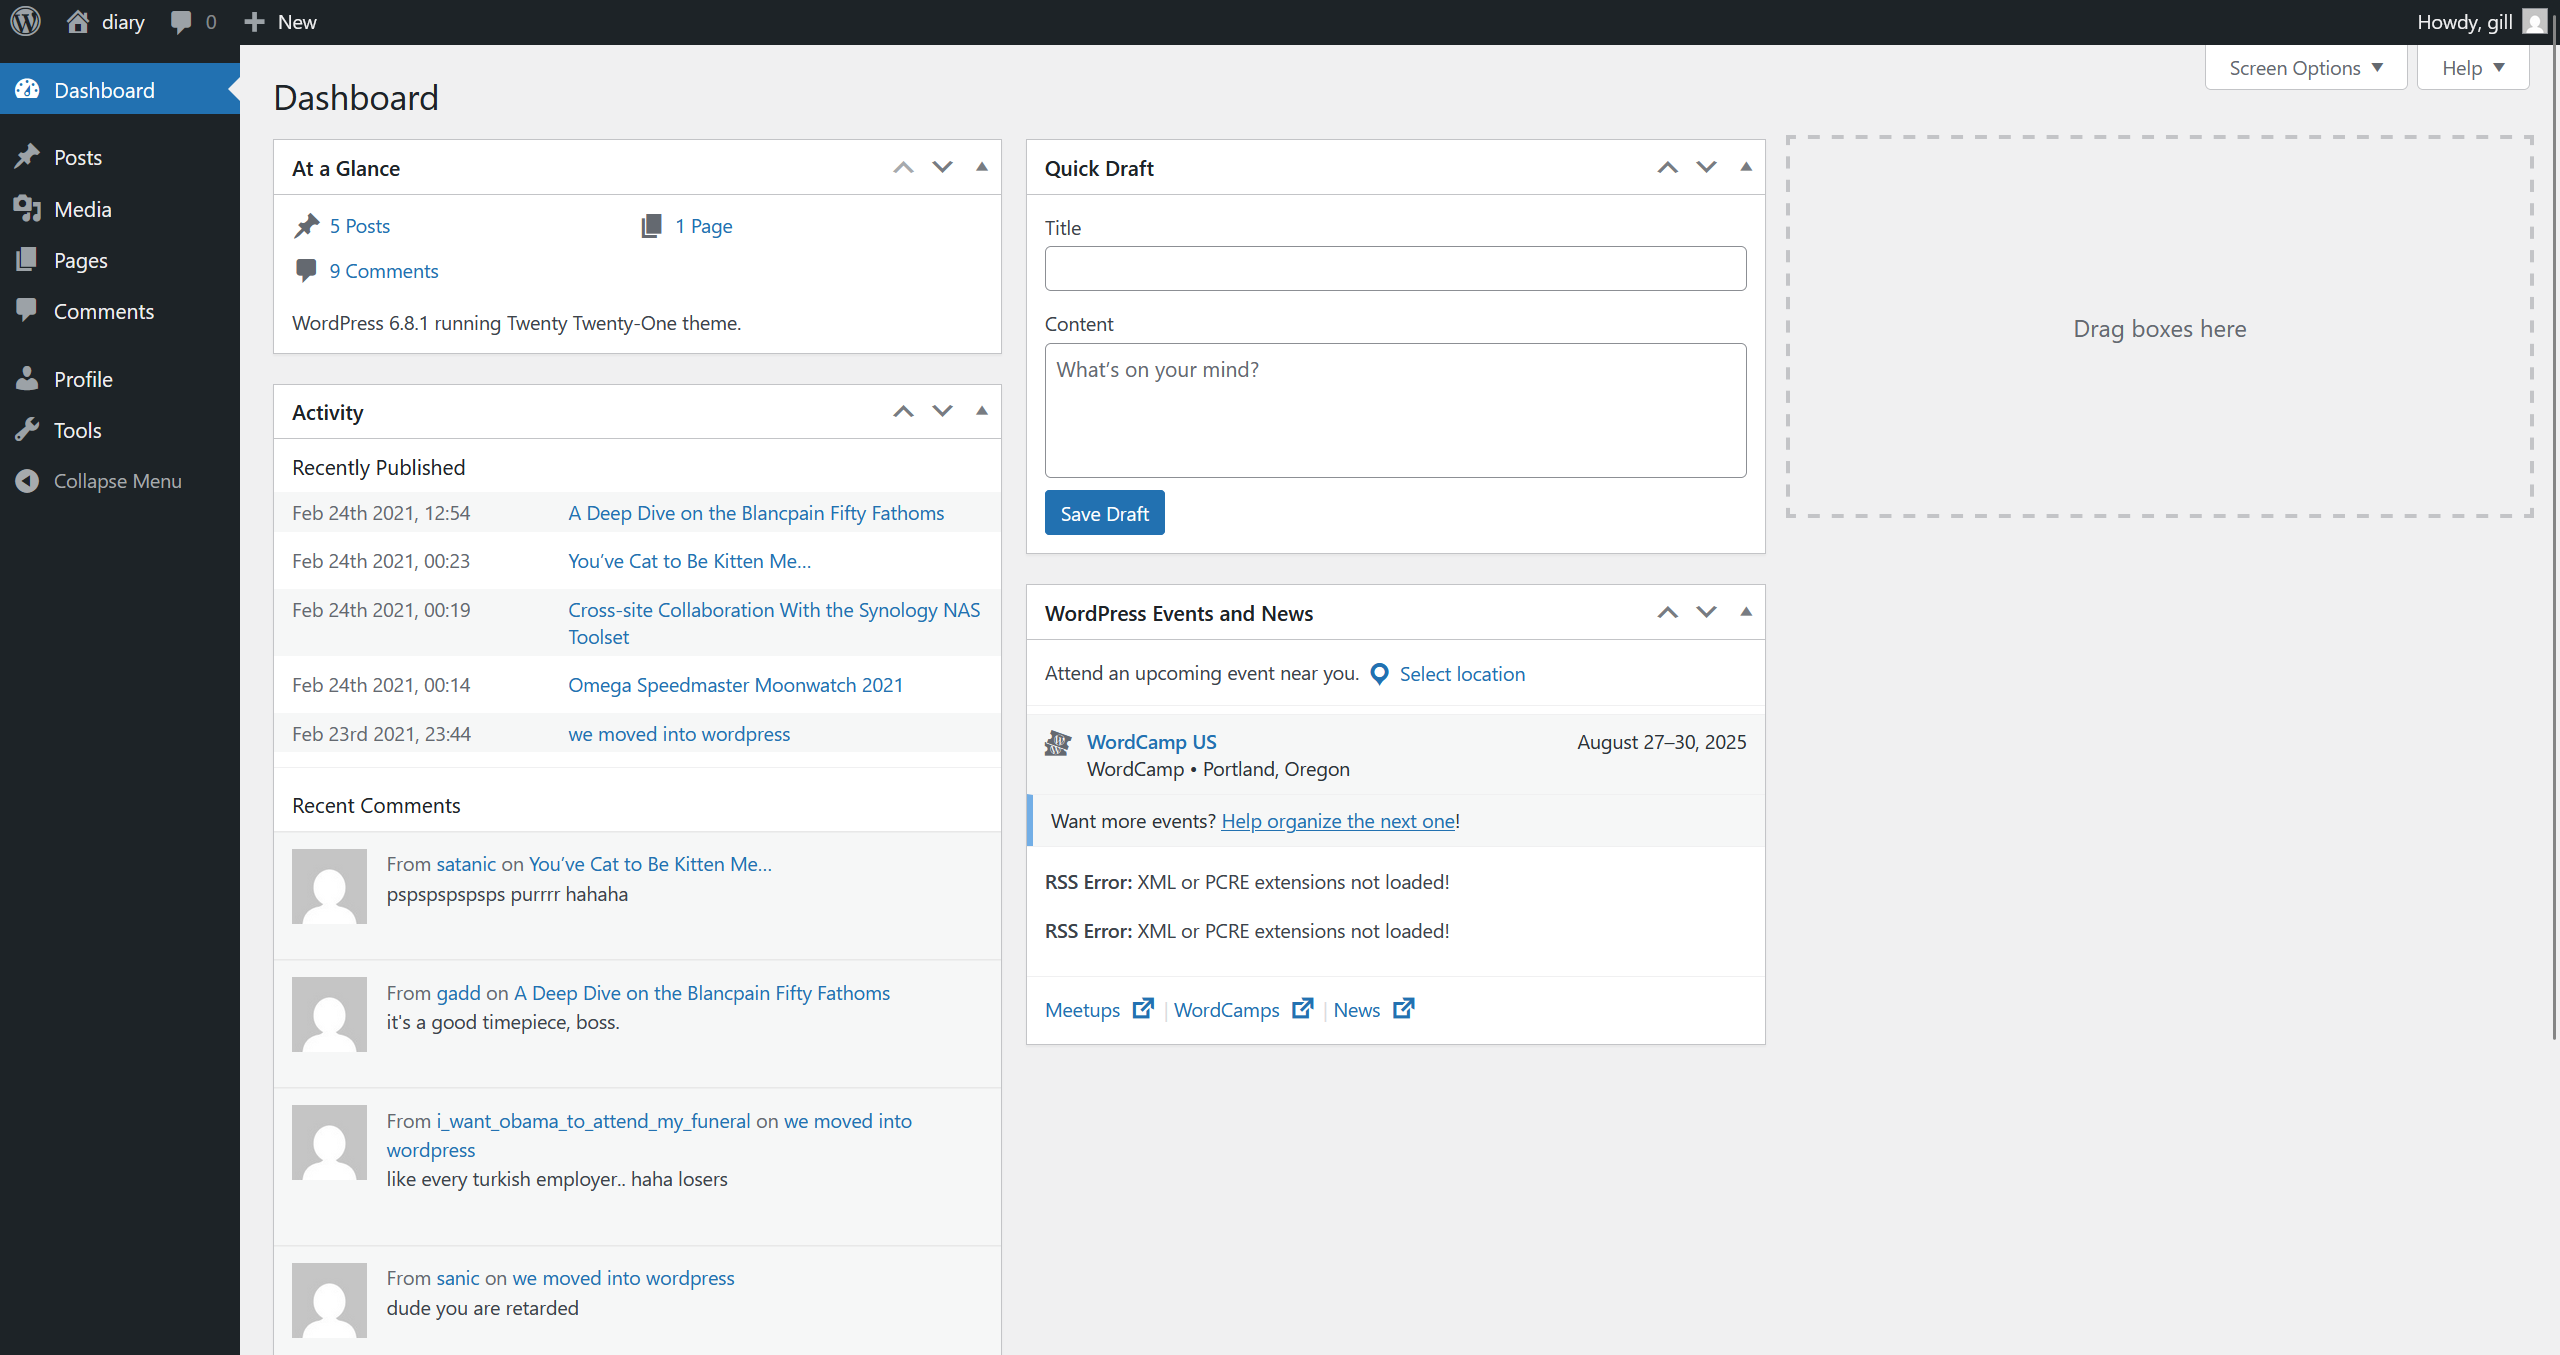 diary
0
New
Howdy, gill
Dashboard
Posts
Media
Pages
Comments
Profile
Tools
Collapse Menu
Screen Options
Help
Dashboard
At a Glance
5 Posts
1 Page
9 Comments
WordPress 6.8.1 running Twenty Twenty-One theme.
Activity
Recently Published
Feb 24th 2021, 12:54 A Deep Dive on the Blancpain Fifty Fathoms
Feb 24th 2021, 00:23 You’ve Cat to Be Kitten Me…
Feb 24th 2021, 00:19 Cross-site Collaboration With the Synology NAS
Toolset
Feb 24th 2021, 00:14 Omega Speedmaster Moonwatch 2021
Feb 23rd 2021, 23:44 we moved into wordpress
Recent Comments
From satanic on You’ve Cat to Be Kitten Me…
pspspspspsps purrrr hahaha
From gadd on A Deep Dive on the Blancpain Fifty Fathoms
it's a good timepiece, boss.
From i_want_obama_to_attend_my_funeral on we moved into
wordpress
like every turkish employer.. haha losers
From sanic on we moved into wordpress
dude you are retarded
Quick Draft
Title
Content
What’s on your mind?
Save Draft
WordPress Events and News
Attend an upcoming event near you. Select location
WordCamp US August 27–30, 2025
WordCamp • Portland, Oregon
Want more events? Help organize the next one!
RSS Error: XML or PCRE extensions not loaded!
RSS Error: XML or PCRE extensions not loaded!
Meetups | WordCamps | News
Drag boxes here